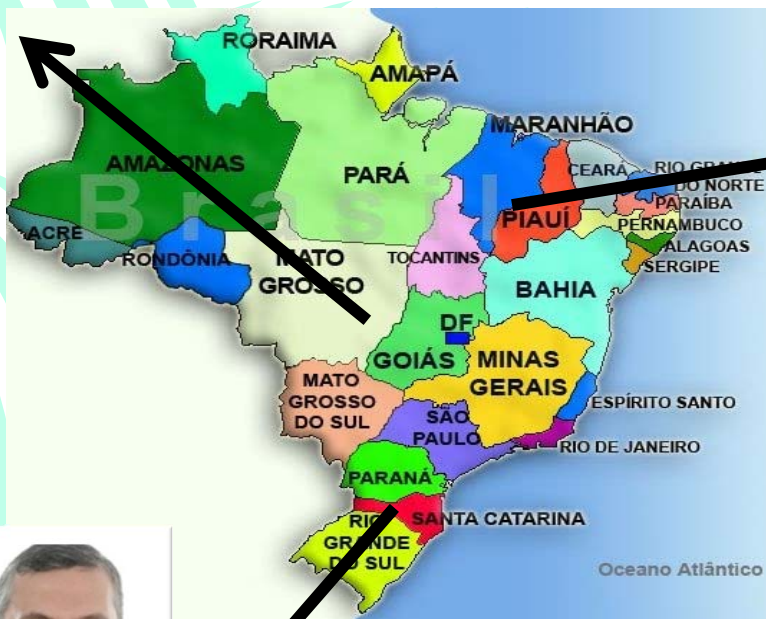 RORAIMA
AMAPÁ
MARANHÃO
CEARÁ
RIO GRANDE
DO NORTE
AMAZONAS
PARÁ
PARAÍBA
Brasil
PIAUÍ
PERNAMBUCO
ACRE
ALAGOAS
RONDÔNIA
MATO
GROSSO
TOCANTINS
SERGIPE
BAHIA
DF
GOIÁS
MINAS
GERAIS
MATO
GROSSO
DO SUL
ESPÍRITO SANTO
SÃO
PAULO
RIO DE JANEIRO
PARANÁ
SANTA CATARINA
RIO
GRANDE
DO SUL
Oceano Atlântico